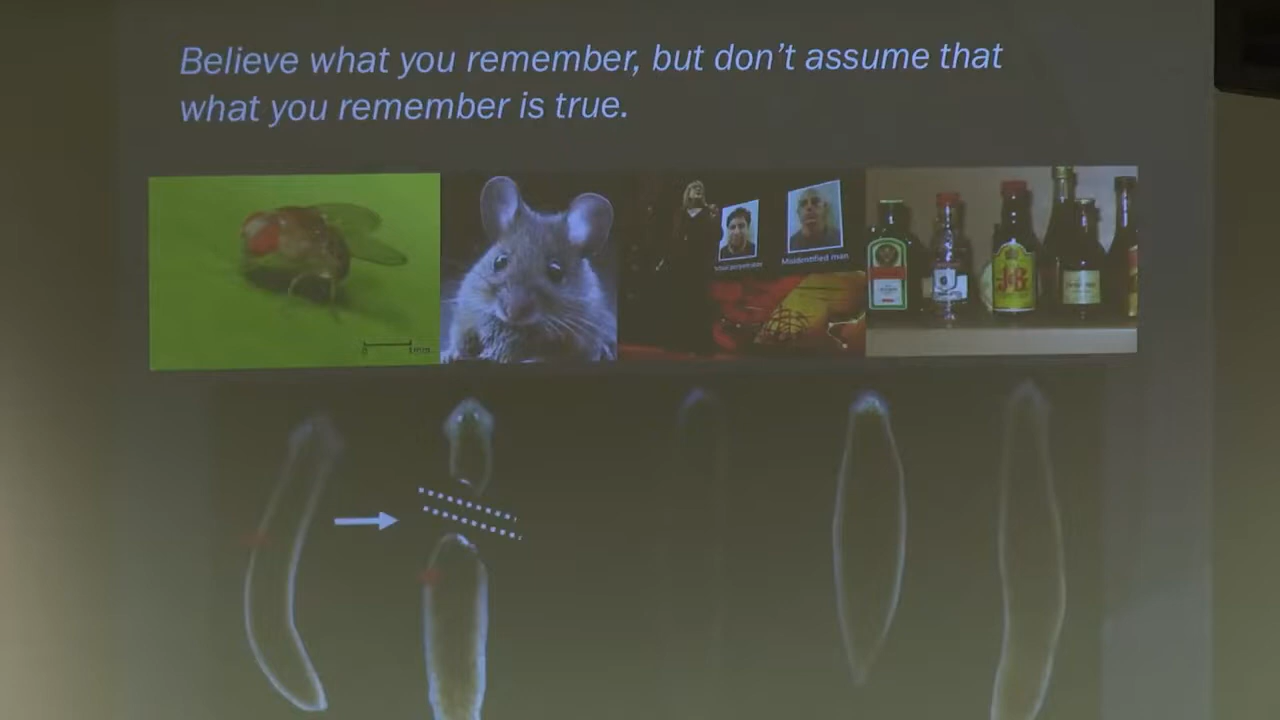 Believe what you remember, but don't assume that
what you remember is true.
Misidentified man
J&B